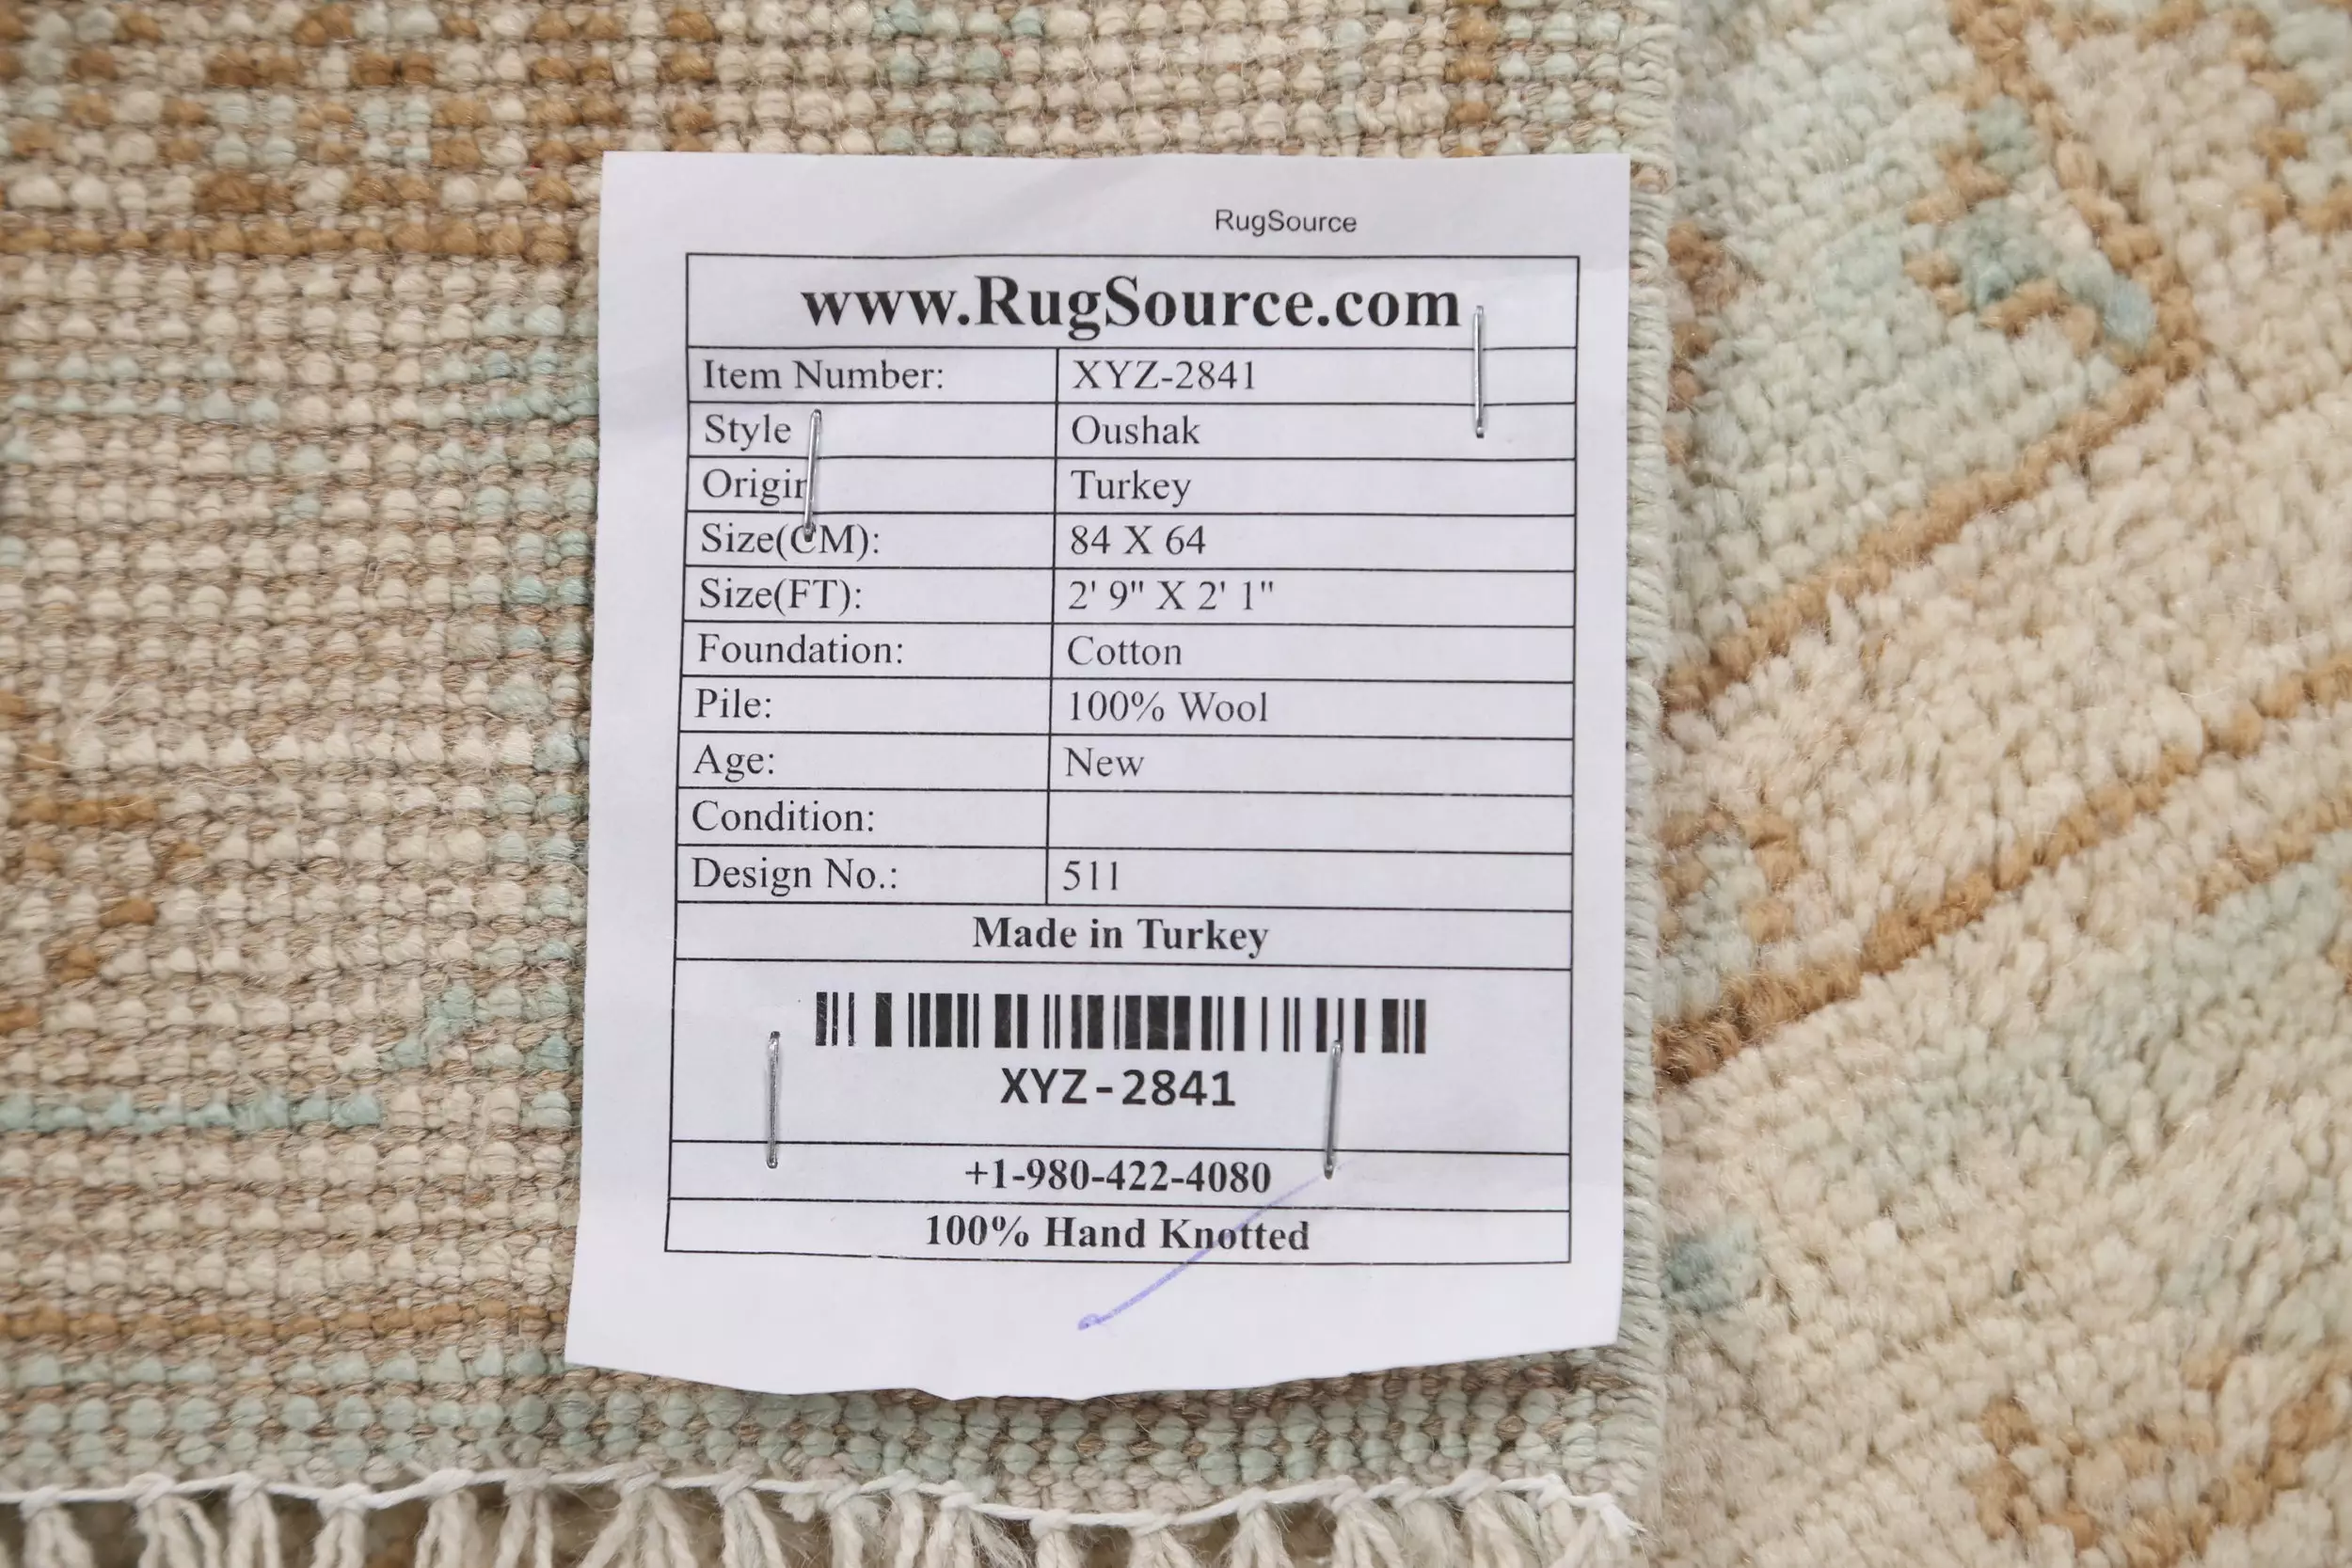 RugSource
www.RugSource.com
Item Number: XYZ-2841
Style Oushak
Origin Turkey
Size(CM): 84 X 64
Size(FT): 2' 9" X 2' 1"
Foundation: Cotton
Pile: 100% Wool
Age: New
Condition:
Design No.: 511
Made in Turkey
XYZ-2841
+1-980-422-4080
100% Hand Knotted